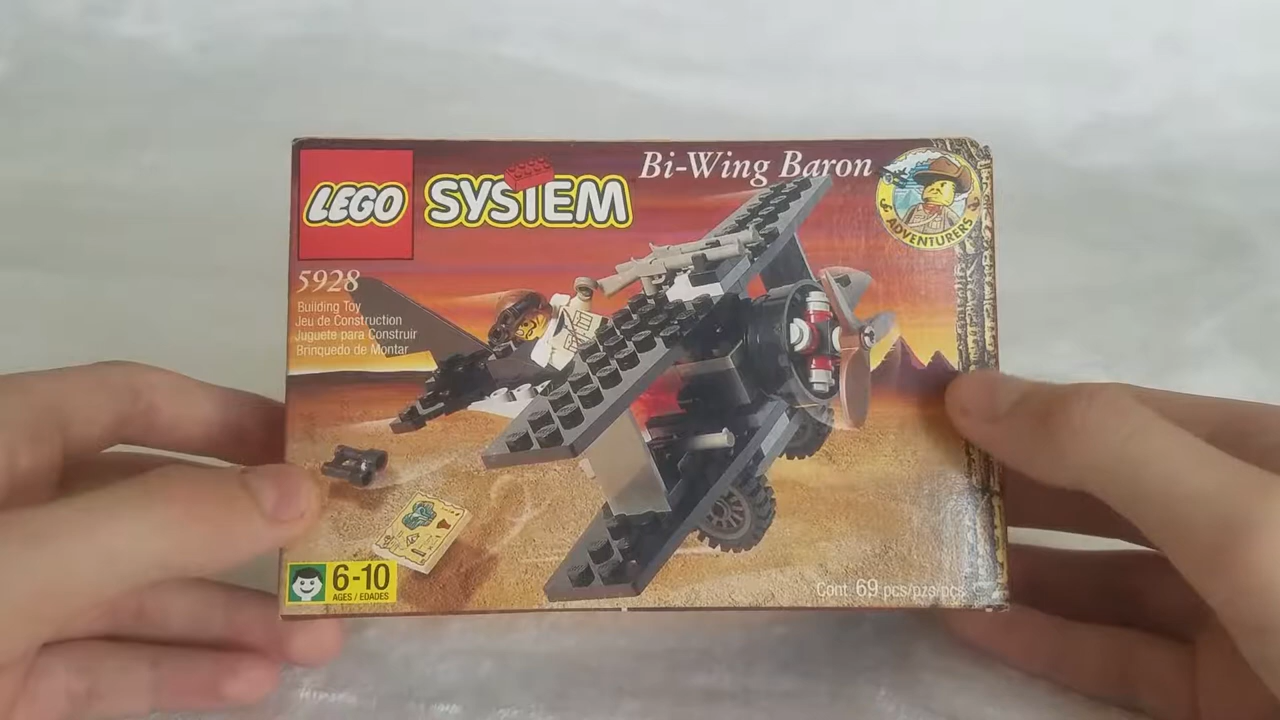 LEGO SYSTEM
Bi-Wing Baron
ADVENTURERS
5928
Building Toy
Jeu de Construction
Juguete para Construir
Brinquedo de Montar
6-10
AGES / EDADES
Cont. 69 pcs/pzs/pçs